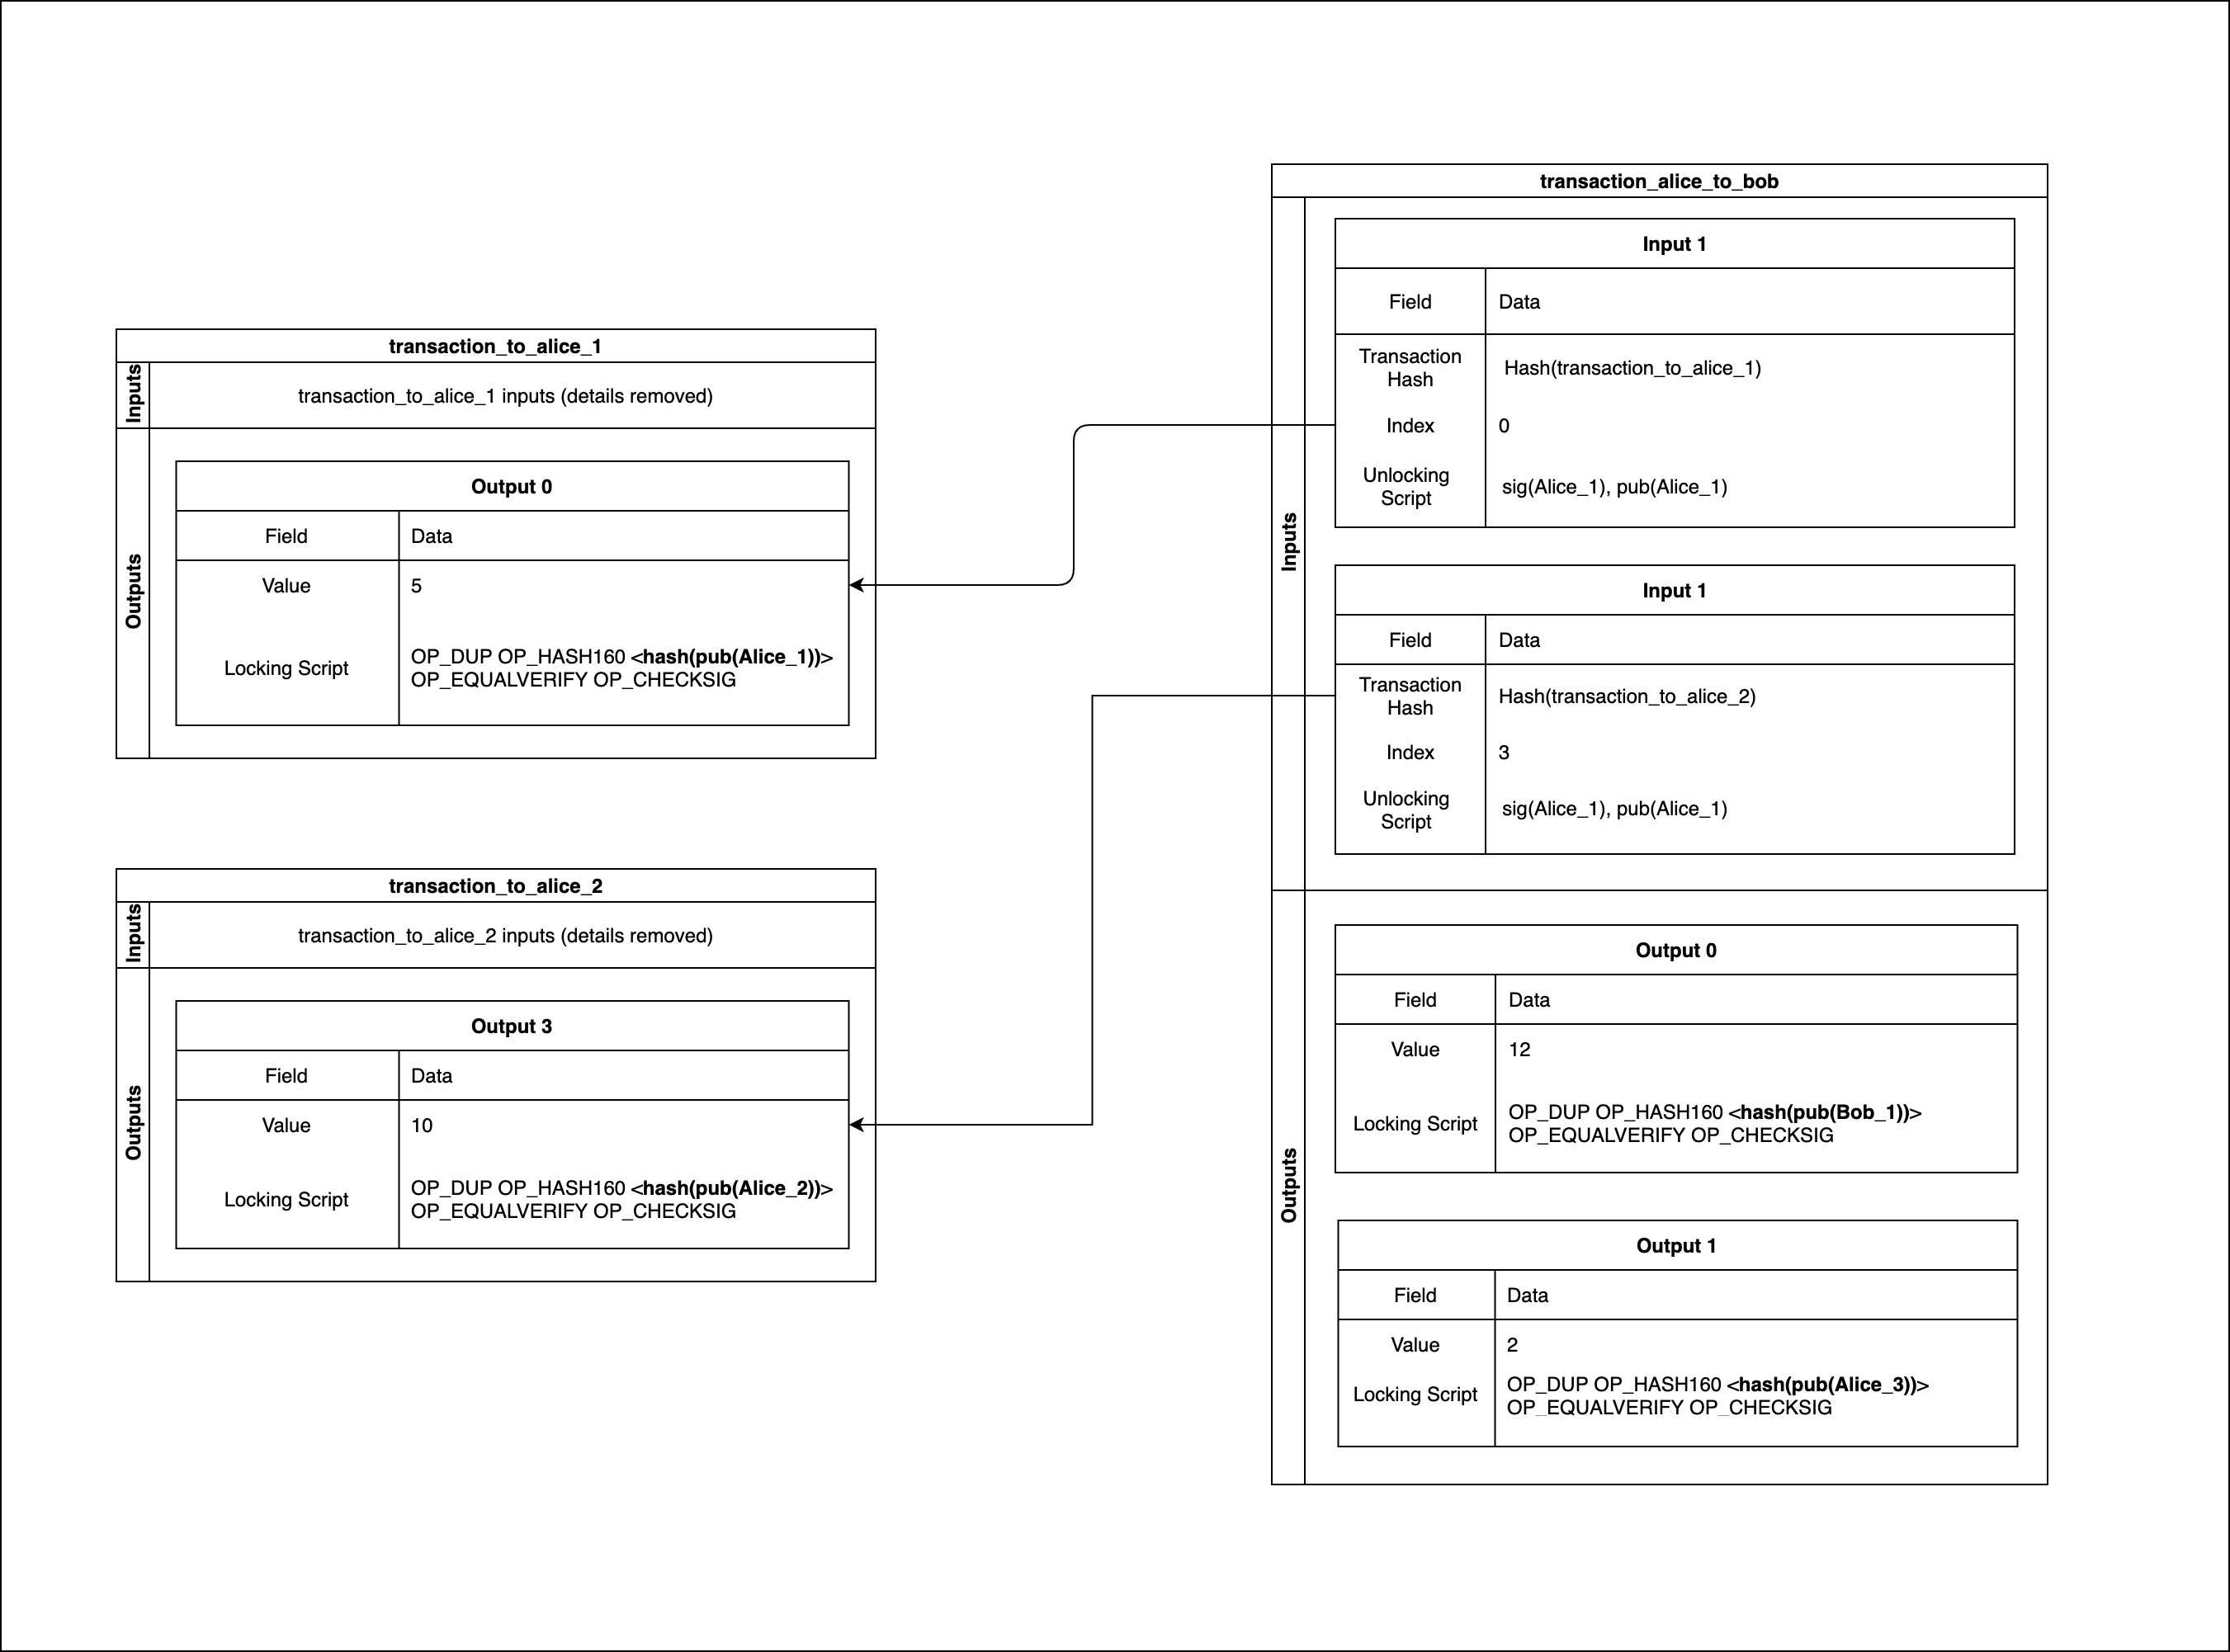 transaction_to_alice_1
Inputs
transaction_to_alice_1 inputs (details removed)
Outputs
Output 0
Field
Data
Value
5
Locking Script
OP_DUP OP_HASH160 <hash(pub(Alice_1))>
OP_EQUALVERIFY OP_CHECKSIG
transaction_to_alice_2
Inputs
transaction_to_alice_2 inputs (details removed)
Outputs
Output 3
Field
Data
Value
10
Locking Script
OP_DUP OP_HASH160 <hash(pub(Alice_2))>
OP_EQUALVERIFY OP_CHECKSIG
transaction_alice_to_bob
Inputs
Input 1
Field
Data
Transaction
Hash
Hash(transaction_to_alice_1)
Index
0
Unlocking
Script
sig(Alice_1), pub(Alice_1)
Input 1
Field
Data
Transaction
Hash
Hash(transaction_to_alice_2)
Index
3
Unlocking
Script
sig(Alice_1), pub(Alice_1)
Outputs
Output 0
Field
Data
Value
12
Locking Script
OP_DUP OP_HASH160 <hash(pub(Bob_1))>
OP_EQUALVERIFY OP_CHECKSIG
Output 1
Field
Data
Value
2
Locking Script
OP_DUP OP_HASH160 <hash(pub(Alice_3))>
OP_EQUALVERIFY OP_CHECKSIG